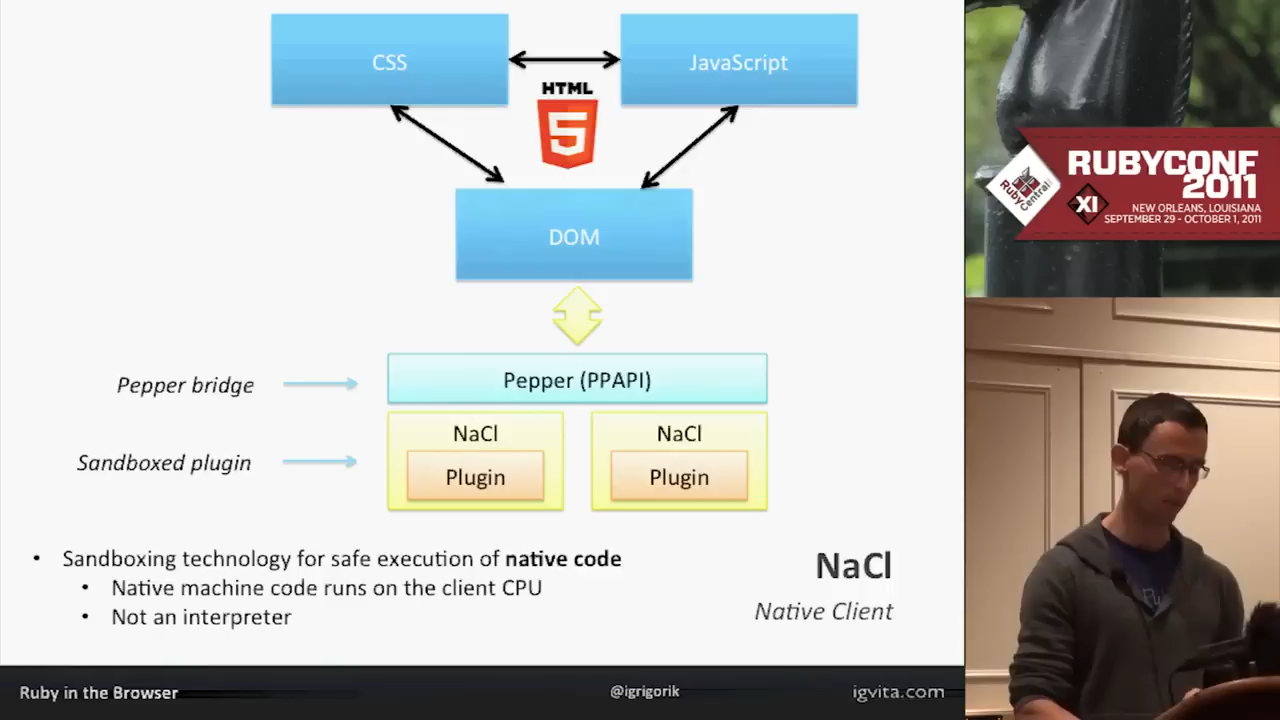 CSS
JavaScript
HTML
5
DOM
Pepper bridge
Pepper (PPAPI)
NaCl
NaCl
Sandboxed plugin
Plugin
Plugin
• Sandboxing technology for safe execution of native code
• Native machine code runs on the client CPU
• Not an interpreter
NaCl
Native Client
Ruby in the Browser
@igrigorik
igvita.com
RubyCentral
XI
RUBYCONF
2011
NEW ORLEANS, LOUISIANA
SEPTEMBER 29 - OCTOBER 1, 2011